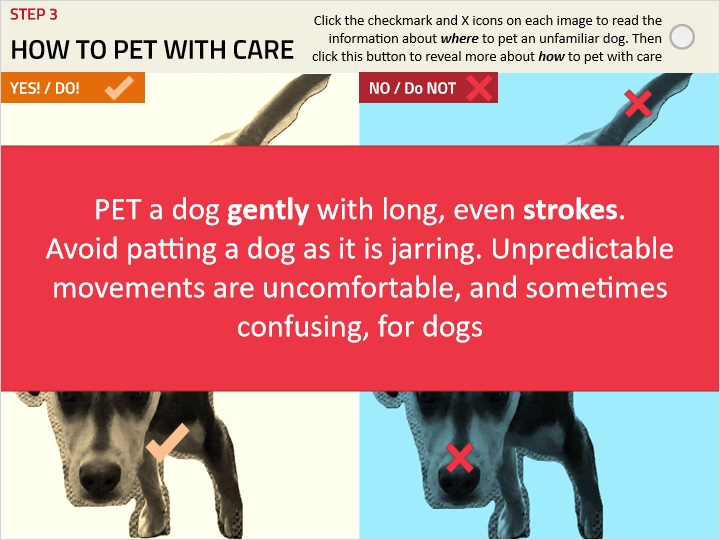 STEP 3
HOW TO PET WITH CARE
Click the checkmark and X icons on each image to read the
information about where to pet an unfamiliar dog. Then
click this button to reveal more about how to pet with care
YES! / DO!
NO / Do NOT
PET a dog gently with long, even strokes.
Avoid patting a dog as it is jarring. Unpredictable
movements are uncomfortable, and sometimes
confusing, for dogs